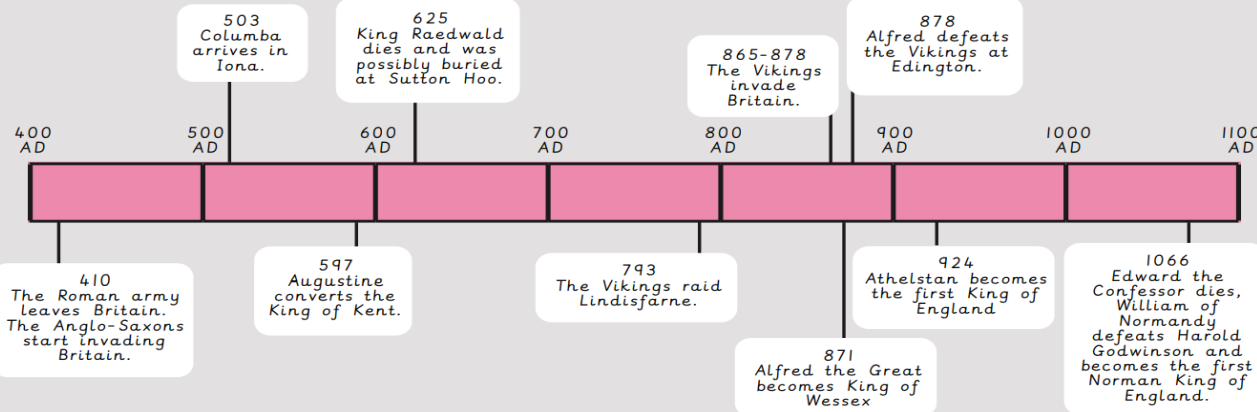 503
Columba
arrives in
Iona.
625
King Raedwald
dies and was
possibly buried
at Sutton Hoo.
865-878
The Vikings
invade
Britain.
878
Alfred defeats
the Vikings at
Edington.
400
AD
500
AD
600
AD
700
AD
800
AD
900
AD
1000
AD
1100
AD
410
The Roman army
leaves Britain.
The Anglo-Saxons
start invading
Britain.
597
Augustine
converts the
King of Kent.
793
The Vikings raid
Lindisfarne.
871
Alfred the Great
becomes King of
Wessex
924
Athelstan becomes
the first King of
England
1066
Edward the
Confessor dies,
William of
Normandy
defeats Harold
Godwinson and
becomes the first
Norman King of
England.